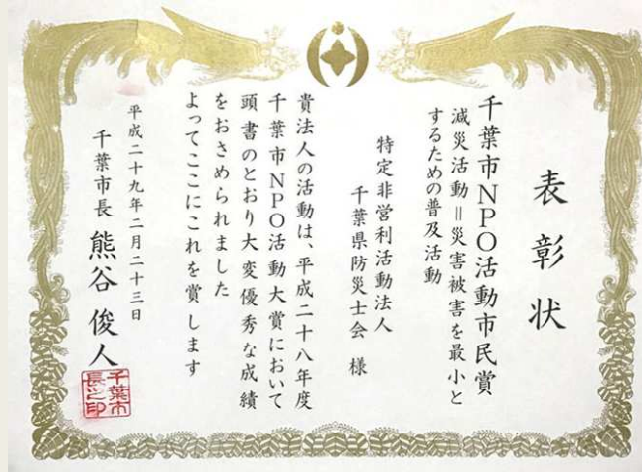 表彰状
千葉市NPO活動市民賞
減災活動＝災害被害を最小と
するための普及活動
特定非営利活動法人
千葉県防災士会 様
貴法人の活動は、平成二十八年度
千葉市NPO活動大賞において
頭書のとおり大変優秀な成績
をおさめられました
よってここにこれを賞します
平成二十九年二月二十三日
千葉市長 熊谷俊人
千葉市
長之印